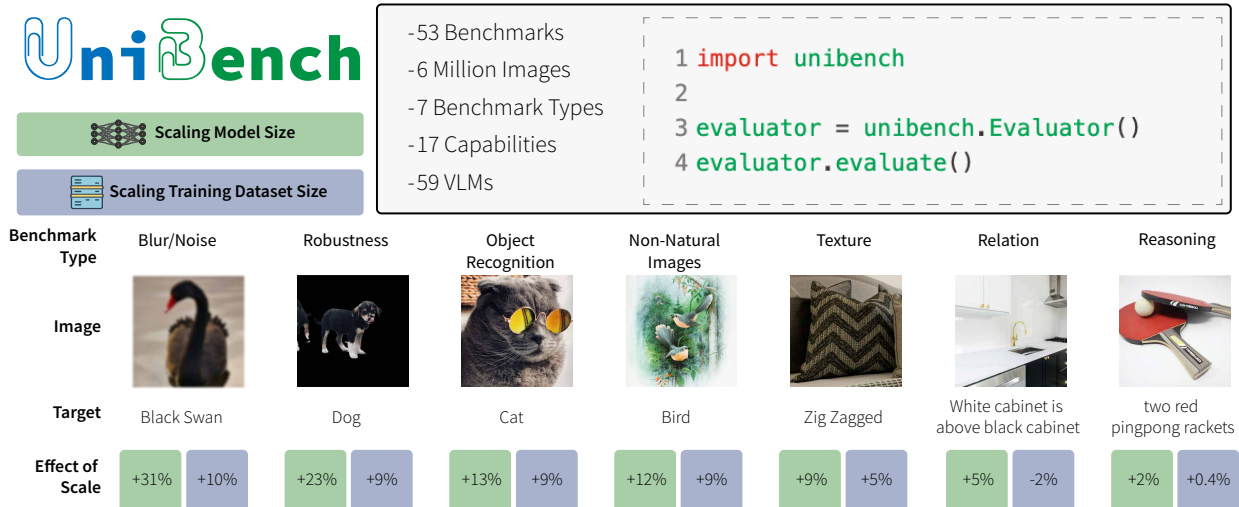 UniBench
Scaling Model Size
Scaling Training Dataset Size
-53 Benchmarks
-6 Million Images
-7 Benchmark Types
-17 Capabilities
-59 VLMs
1 import unibench
2
3 evaluator = unibench.Evaluator()
4 evaluator.evaluate()
Benchmark
Type
Blur/Noise
Robustness
Object
Recognition
Non-Natural
Images
Texture
Relation
Reasoning
Image
Target
Black Swan
Dog
Cat
Bird
Zig Zagged
White cabinet is
above black cabinet
two red
pingpong rackets
Effect of
Scale
+31% +10% +23% +9% +13% +9% +12% +9% +9% +5% +5% -2% +2% +0.4%